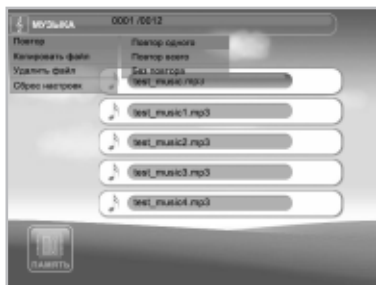 МУЗЫКА 0001 /0012
Повтор Повтор одного
Копировать файл Повтор всего
Удалить файл Без повтора
Сброс настроек test_music.mp3
test_music1.mp3
test_music2.mp3
test_music3.mp3
test_music4.mp3
ПАМЯТЬ